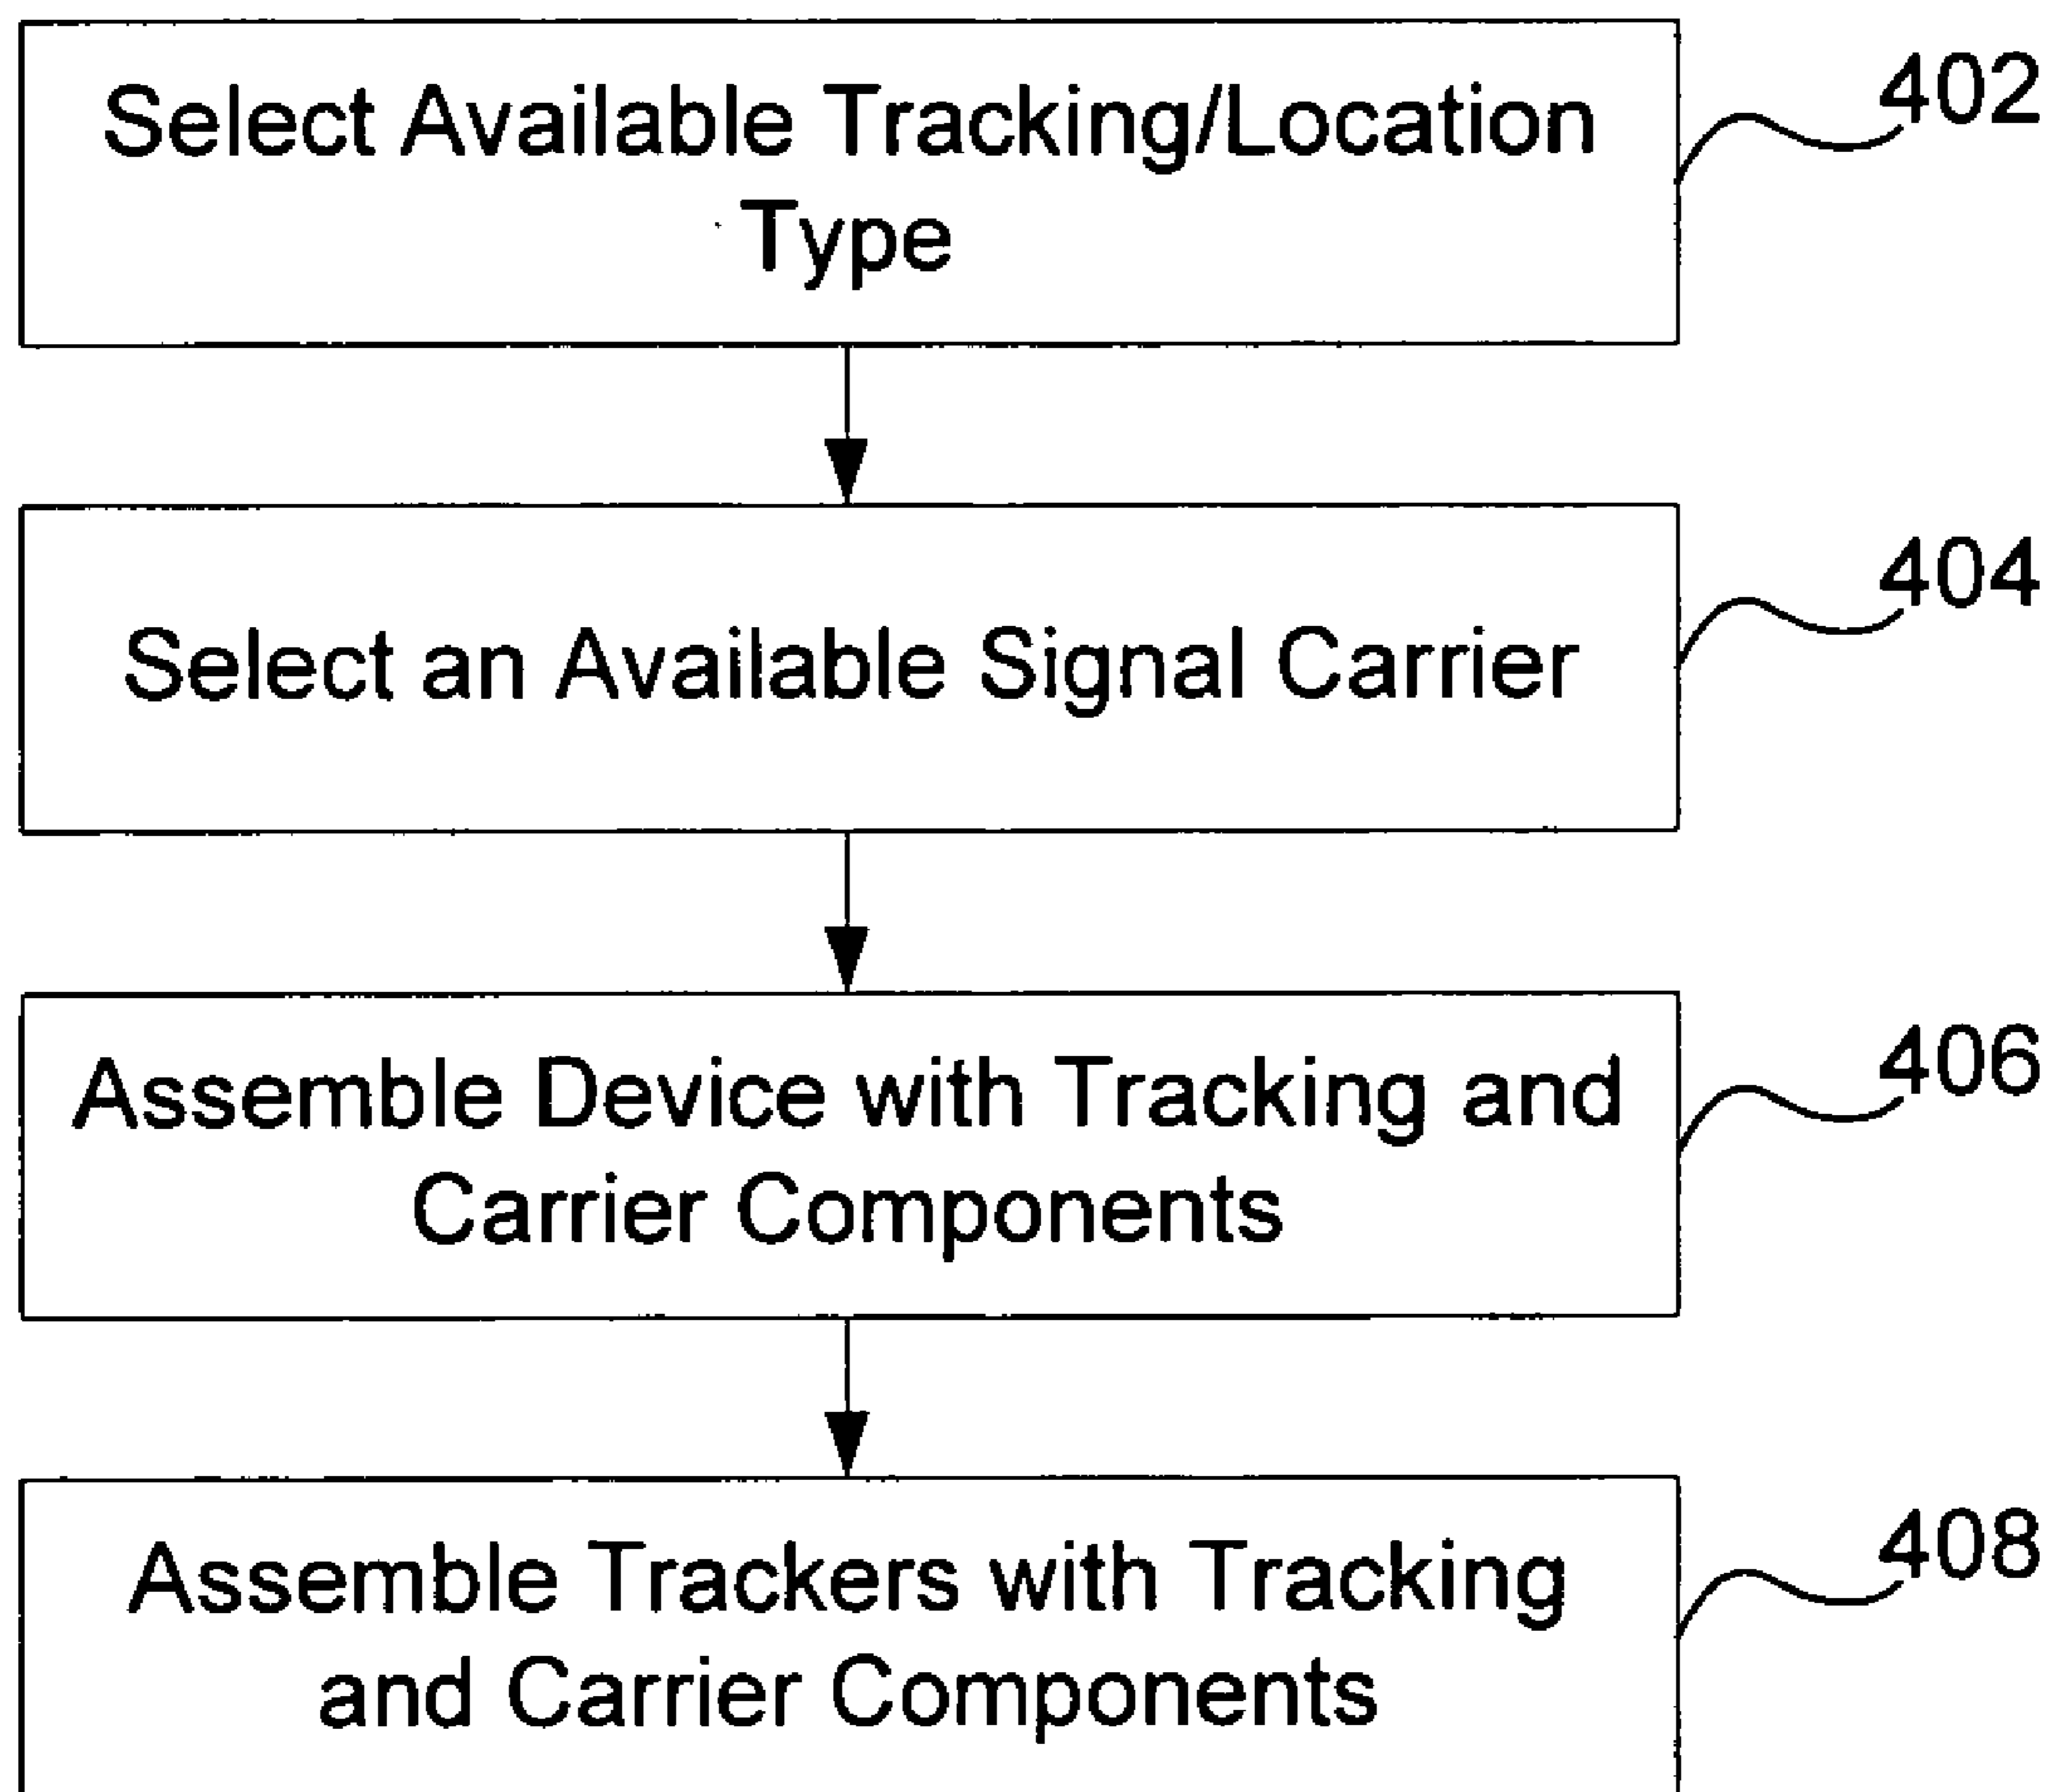 Select Available Tracking/Location
Type
402
Select an Available Signal Carrier
404
Assemble Device with Tracking and
Carrier Components
406
Assemble Trackers with Tracking
and Carrier Components
408